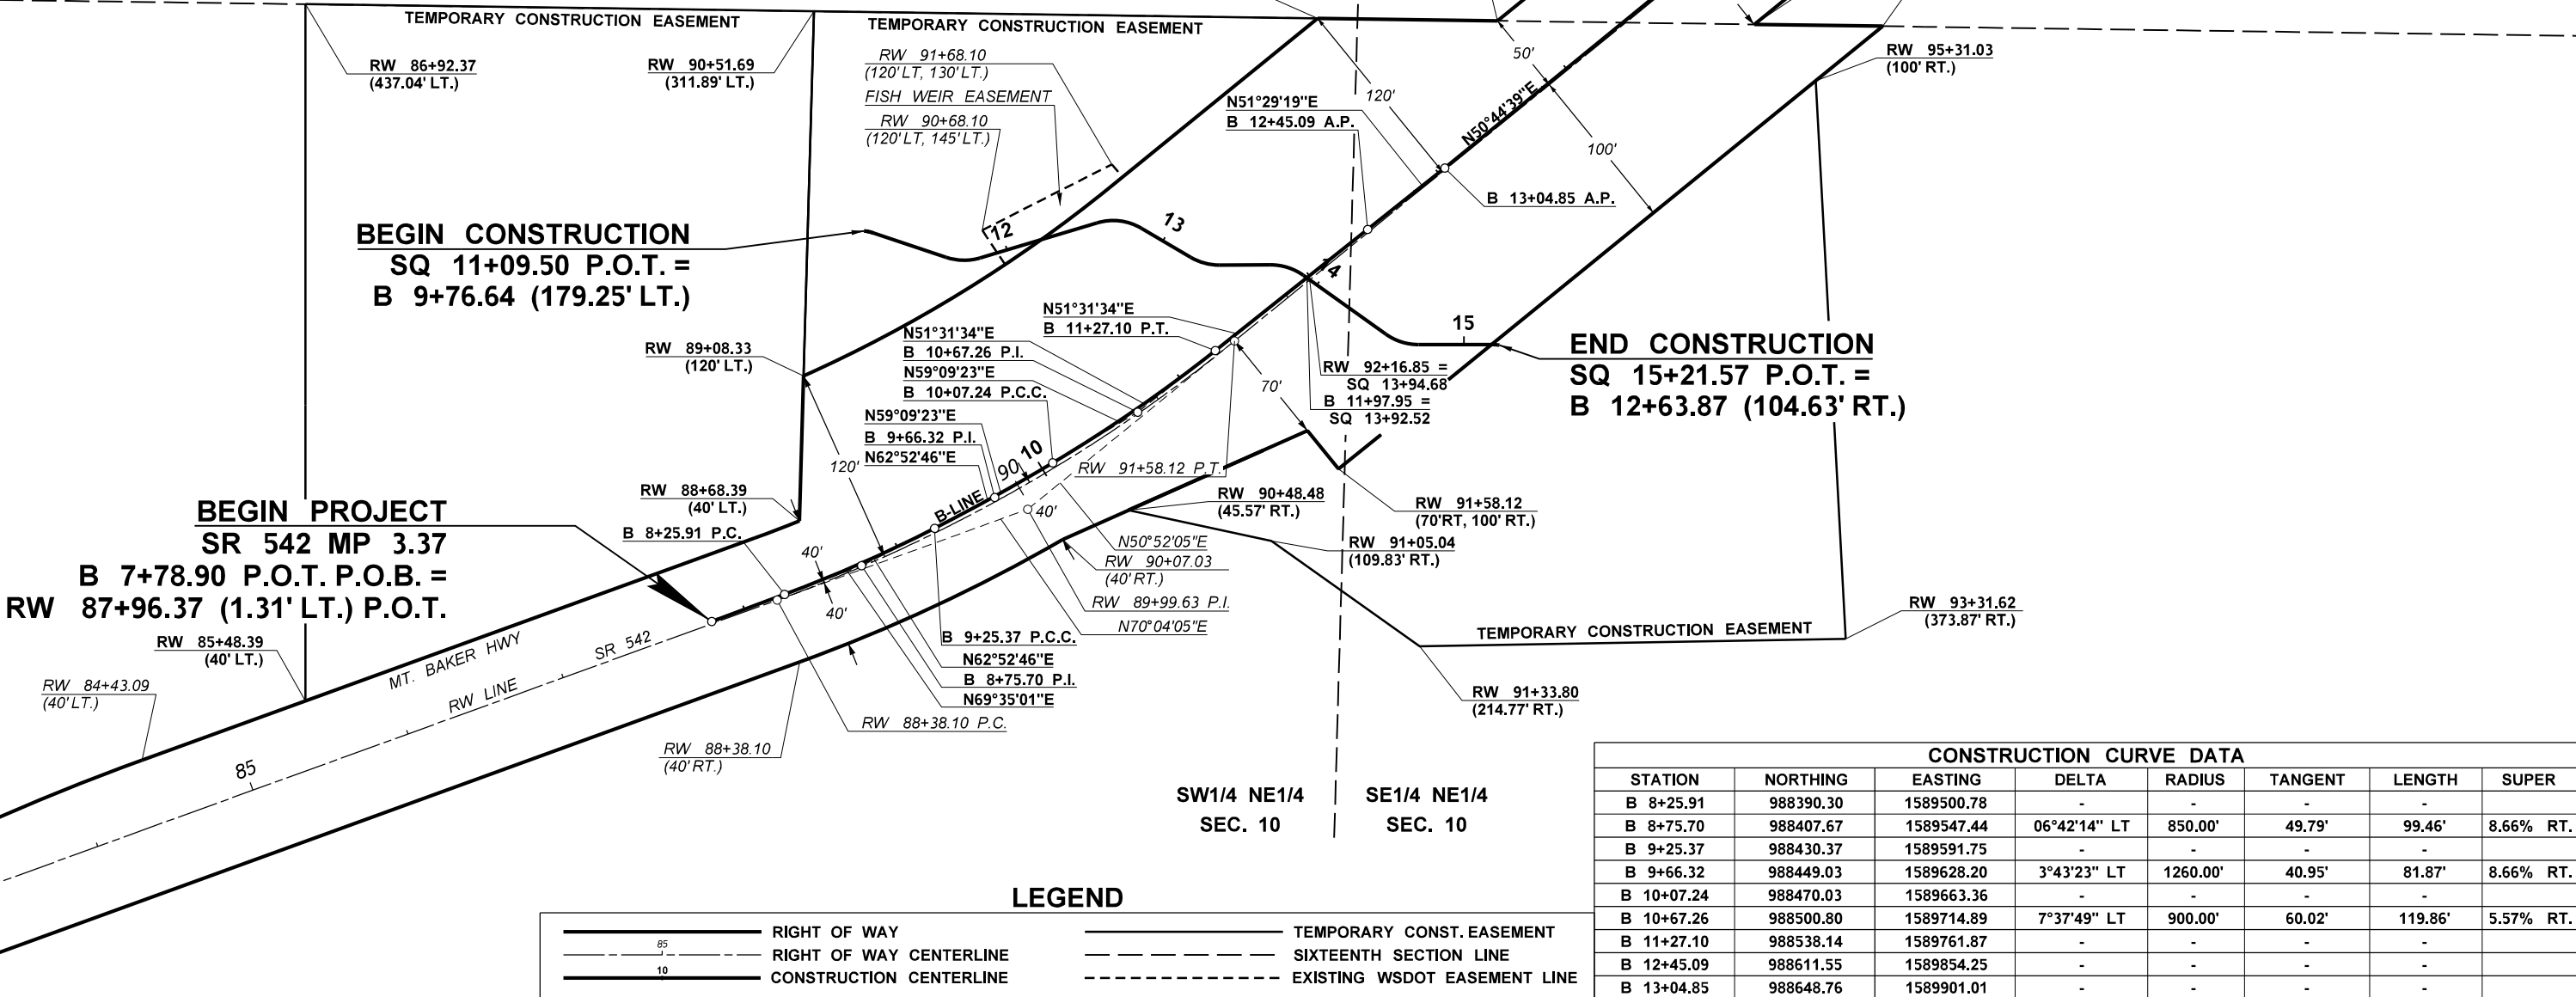 TEMPORARY CONSTRUCTION EASEMENT
TEMPORARY CONSTRUCTION EASEMENT
RW 86+92.37
(437.04' LT.)
RW 90+51.69
(311.89' LT.)
RW 91+68.10
(120' LT, 130' LT.)
FISH WEIR EASEMENT
RW 90+68.10
(120' LT, 145' LT.)
N51°29'19"E
B 12+45.09 A.P.
120'
50'
N50°44'39"E
100'
RW 95+31.03
(100' RT.)
B 13+04.85 A.P.
BEGIN CONSTRUCTION
SQ 11+09.50 P.O.T. =
B 9+76.64 (179.25' LT.)
12
13
14
15
END CONSTRUCTION
SQ 15+21.57 P.O.T. =
B 12+63.87 (104.63' RT.)
RW 89+08.33
(120' LT.)
N51°31'34"E
B 11+27.10 P.T.
N51°31'34"E
B 10+67.26 P.I.
N59°09'23"E
B 10+07.24 P.C.C.
N59°09'23"E
B 9+66.32 P.I.
N62°52'46"E
RW 92+16.85 =
SQ 13+94.68
B 11+97.95 =
SQ 13+92.52
70'
120'
90
10
B-LINE
RW 91+58.12 P.T.
RW 88+68.39
(40' LT.)
B 8+25.91 P.C.
BEGIN PROJECT
SR 542 MP 3.37
B 7+78.90 P.O.T. P.O.B. =
RW 87+96.37 (1.31' LT.) P.O.T.
40'
40'
40'
RW 90+48.48
(45.57' RT.)
RW 91+58.12
(70'RT, 100' RT.)
RW 91+05.04
(109.83' RT.)
N50°52'05"E
RW 90+07.03
(40' RT.)
RW 89+99.63 P.I.
N70°04'05"E
B 9+25.37 P.C.C.
N62°52'46"E
B 8+75.70 P.I.
N69°35'01"E
RW 88+38.10 P.C.
RW 88+38.10
(40' RT.)
RW 93+31.62
(373.87' RT.)
TEMPORARY CONSTRUCTION EASEMENT
RW 91+33.80
(214.77' RT.)
RW 85+48.39
(40' LT.)
RW 84+43.09
(40' LT.)
MT. BAKER HWY
SR 542
RW LINE
85
SW1/4 NE1/4
SEC. 10
SE1/4 NE1/4
SEC. 10
CONSTRUCTION CURVE DATA
STATION NORTHING EASTING DELTA RADIUS TANGENT LENGTH SUPER
B 8+25.91 988390.30 1589500.78 - - - -
B 8+75.70 988407.67 1589547.44 06°42'14" LT 850.00' 49.79' 99.46' 8.66% RT.
B 9+25.37 988430.37 1589591.75 - - - -
B 9+66.32 988449.03 1589628.20 3°43'23" LT 1260.00' 40.95' 81.87' 8.66% RT.
B 10+07.24 988470.03 1589663.36 - - - -
B 10+67.26 988500.80 1589714.89 7°37'49" LT 900.00' 60.02' 119.86' 5.57% RT.
B 11+27.10 988538.14 1589761.87 - - - -
B 12+45.09 988611.55 1589854.25 - - - -
B 13+04.85 988648.76 1589901.01 - - - -
LEGEND
RIGHT OF WAY
85 RIGHT OF WAY CENTERLINE
10 CONSTRUCTION CENTERLINE
TEMPORARY CONST. EASEMENT
SIXTEENTH SECTION LINE
EXISTING WSDOT EASEMENT LINE